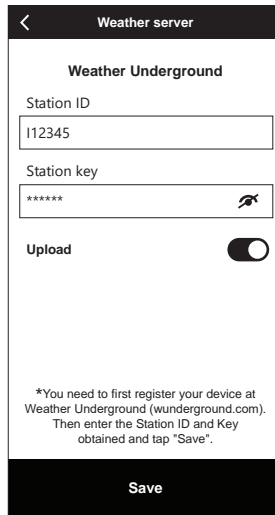 Weather server
Weather Underground
Station ID
I12345
Station key
******
Upload
*You need to first register your device at
Weather Underground (wunderground.com).
Then enter the Station ID and Key
obtained and tap "Save".
Save